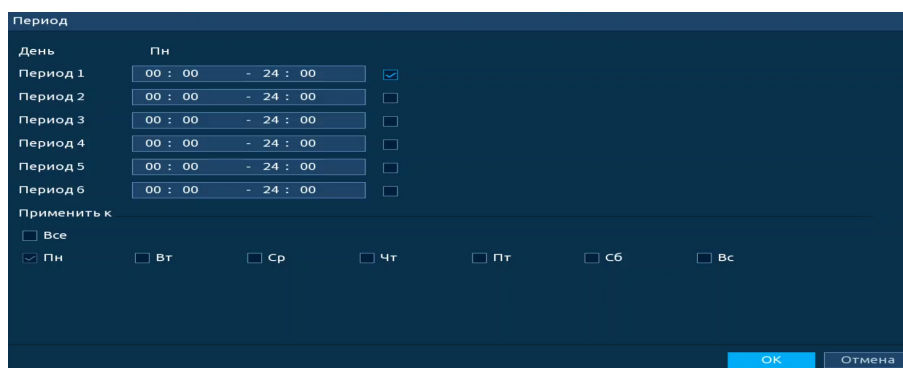 Период
День Пн
Период 1 00 : 00 - 24 : 00
Период 2 00 : 00 - 24 : 00
Период 3 00 : 00 - 24 : 00
Период 4 00 : 00 - 24 : 00
Период 5 00 : 00 - 24 : 00
Период 6 00 : 00 - 24 : 00
Применить к
Все
Пн Вт Ср Чт Пт Сб Вс
OK Отмена